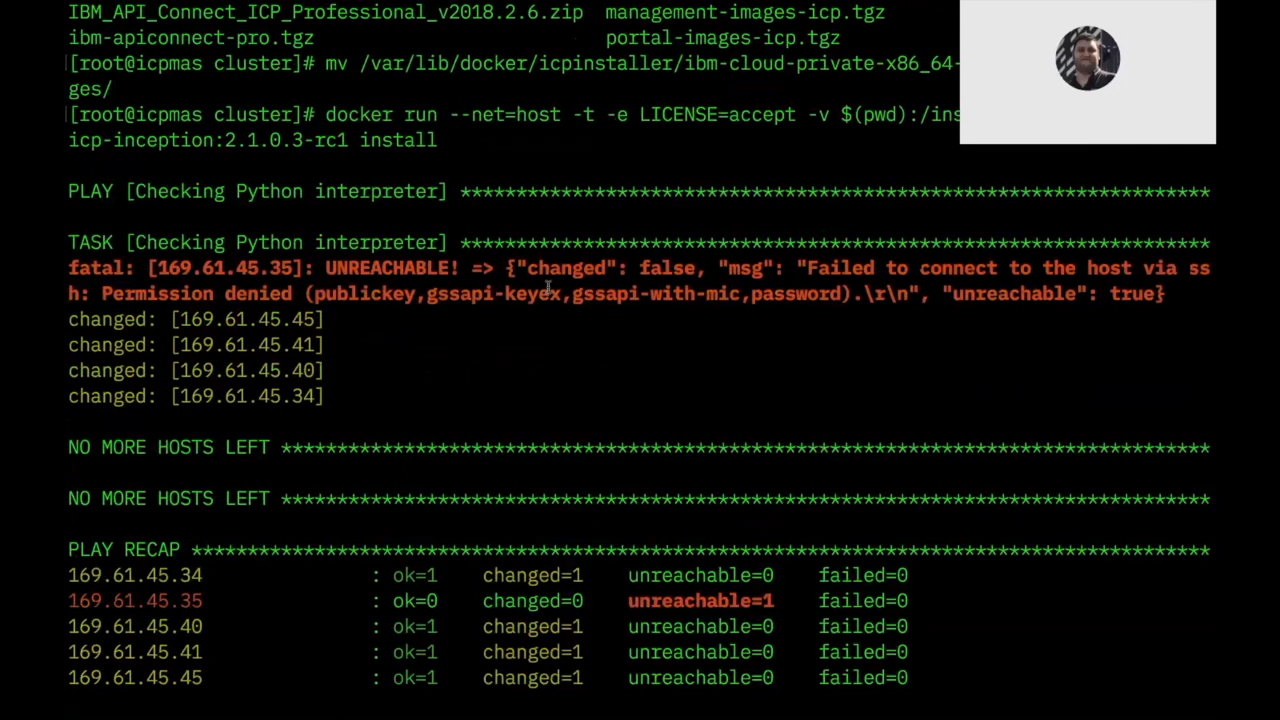 IBM_API_Connect_ICP_Professional_v2018.2.6.zip  management-images-icp.tgz
ibm-apiconnect-pro.tgz                          portal-images-icp.tgz
[root@icpmas cluster]# mv /var/lib/docker/icpinstaller/ibm-cloud-private-x86_64-
ges/
[root@icpmas cluster]# docker run --net=host -t -e LICENSE=accept -v $(pwd):/ins
icp-inception:2.1.0.3-rc1 install
PLAY [Checking Python interpreter] *******************************************************************
TASK [Checking Python interpreter] *******************************************************************
fatal: [169.61.45.35]: UNREACHABLE! => {"changed": false, "msg": "Failed to connect to the host via ss
h: Permission denied (publickey,gssapi-keyex,gssapi-with-mic,password).\r\n", "unreachable": true}
changed: [169.61.45.45]
changed: [169.61.45.41]
changed: [169.61.45.40]
changed: [169.61.45.34]
NO MORE HOSTS LEFT ***********************************************************************************
NO MORE HOSTS LEFT ***********************************************************************************
PLAY RECAP *******************************************************************************************
169.61.45.34               : ok=1    changed=1    unreachable=0    failed=0
169.61.45.35               : ok=0    changed=0    unreachable=1    failed=0
169.61.45.40               : ok=1    changed=1    unreachable=0    failed=0
169.61.45.41               : ok=1    changed=1    unreachable=0    failed=0
169.61.45.45               : ok=1    changed=1    unreachable=0    failed=0